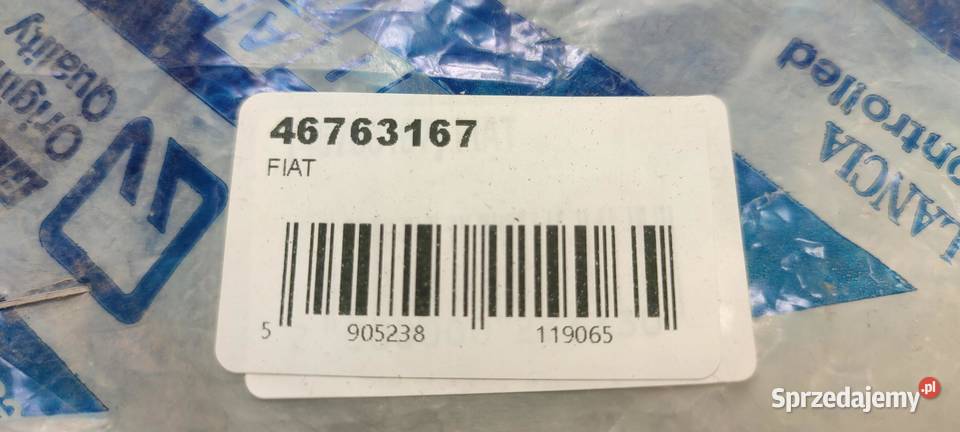 46763167
FIAT
5 905238 119065
Original
Quality
LANCIA
controlled
Sprzedajemy.pl